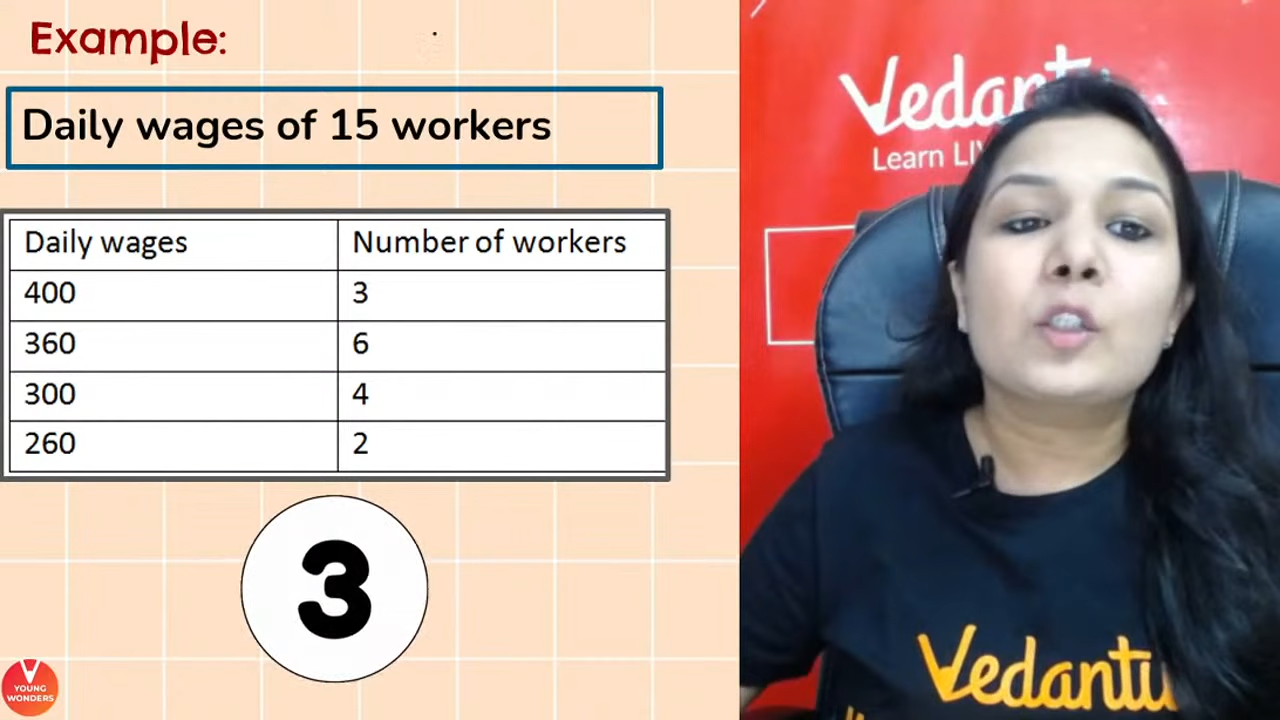 Example:
Daily wages of 15 workers
Daily wages Number of workers
400 3
360 6
300 4
260 2
3
YOUNG
WONDERS
Vedantu
Learn LIV
Vedantu